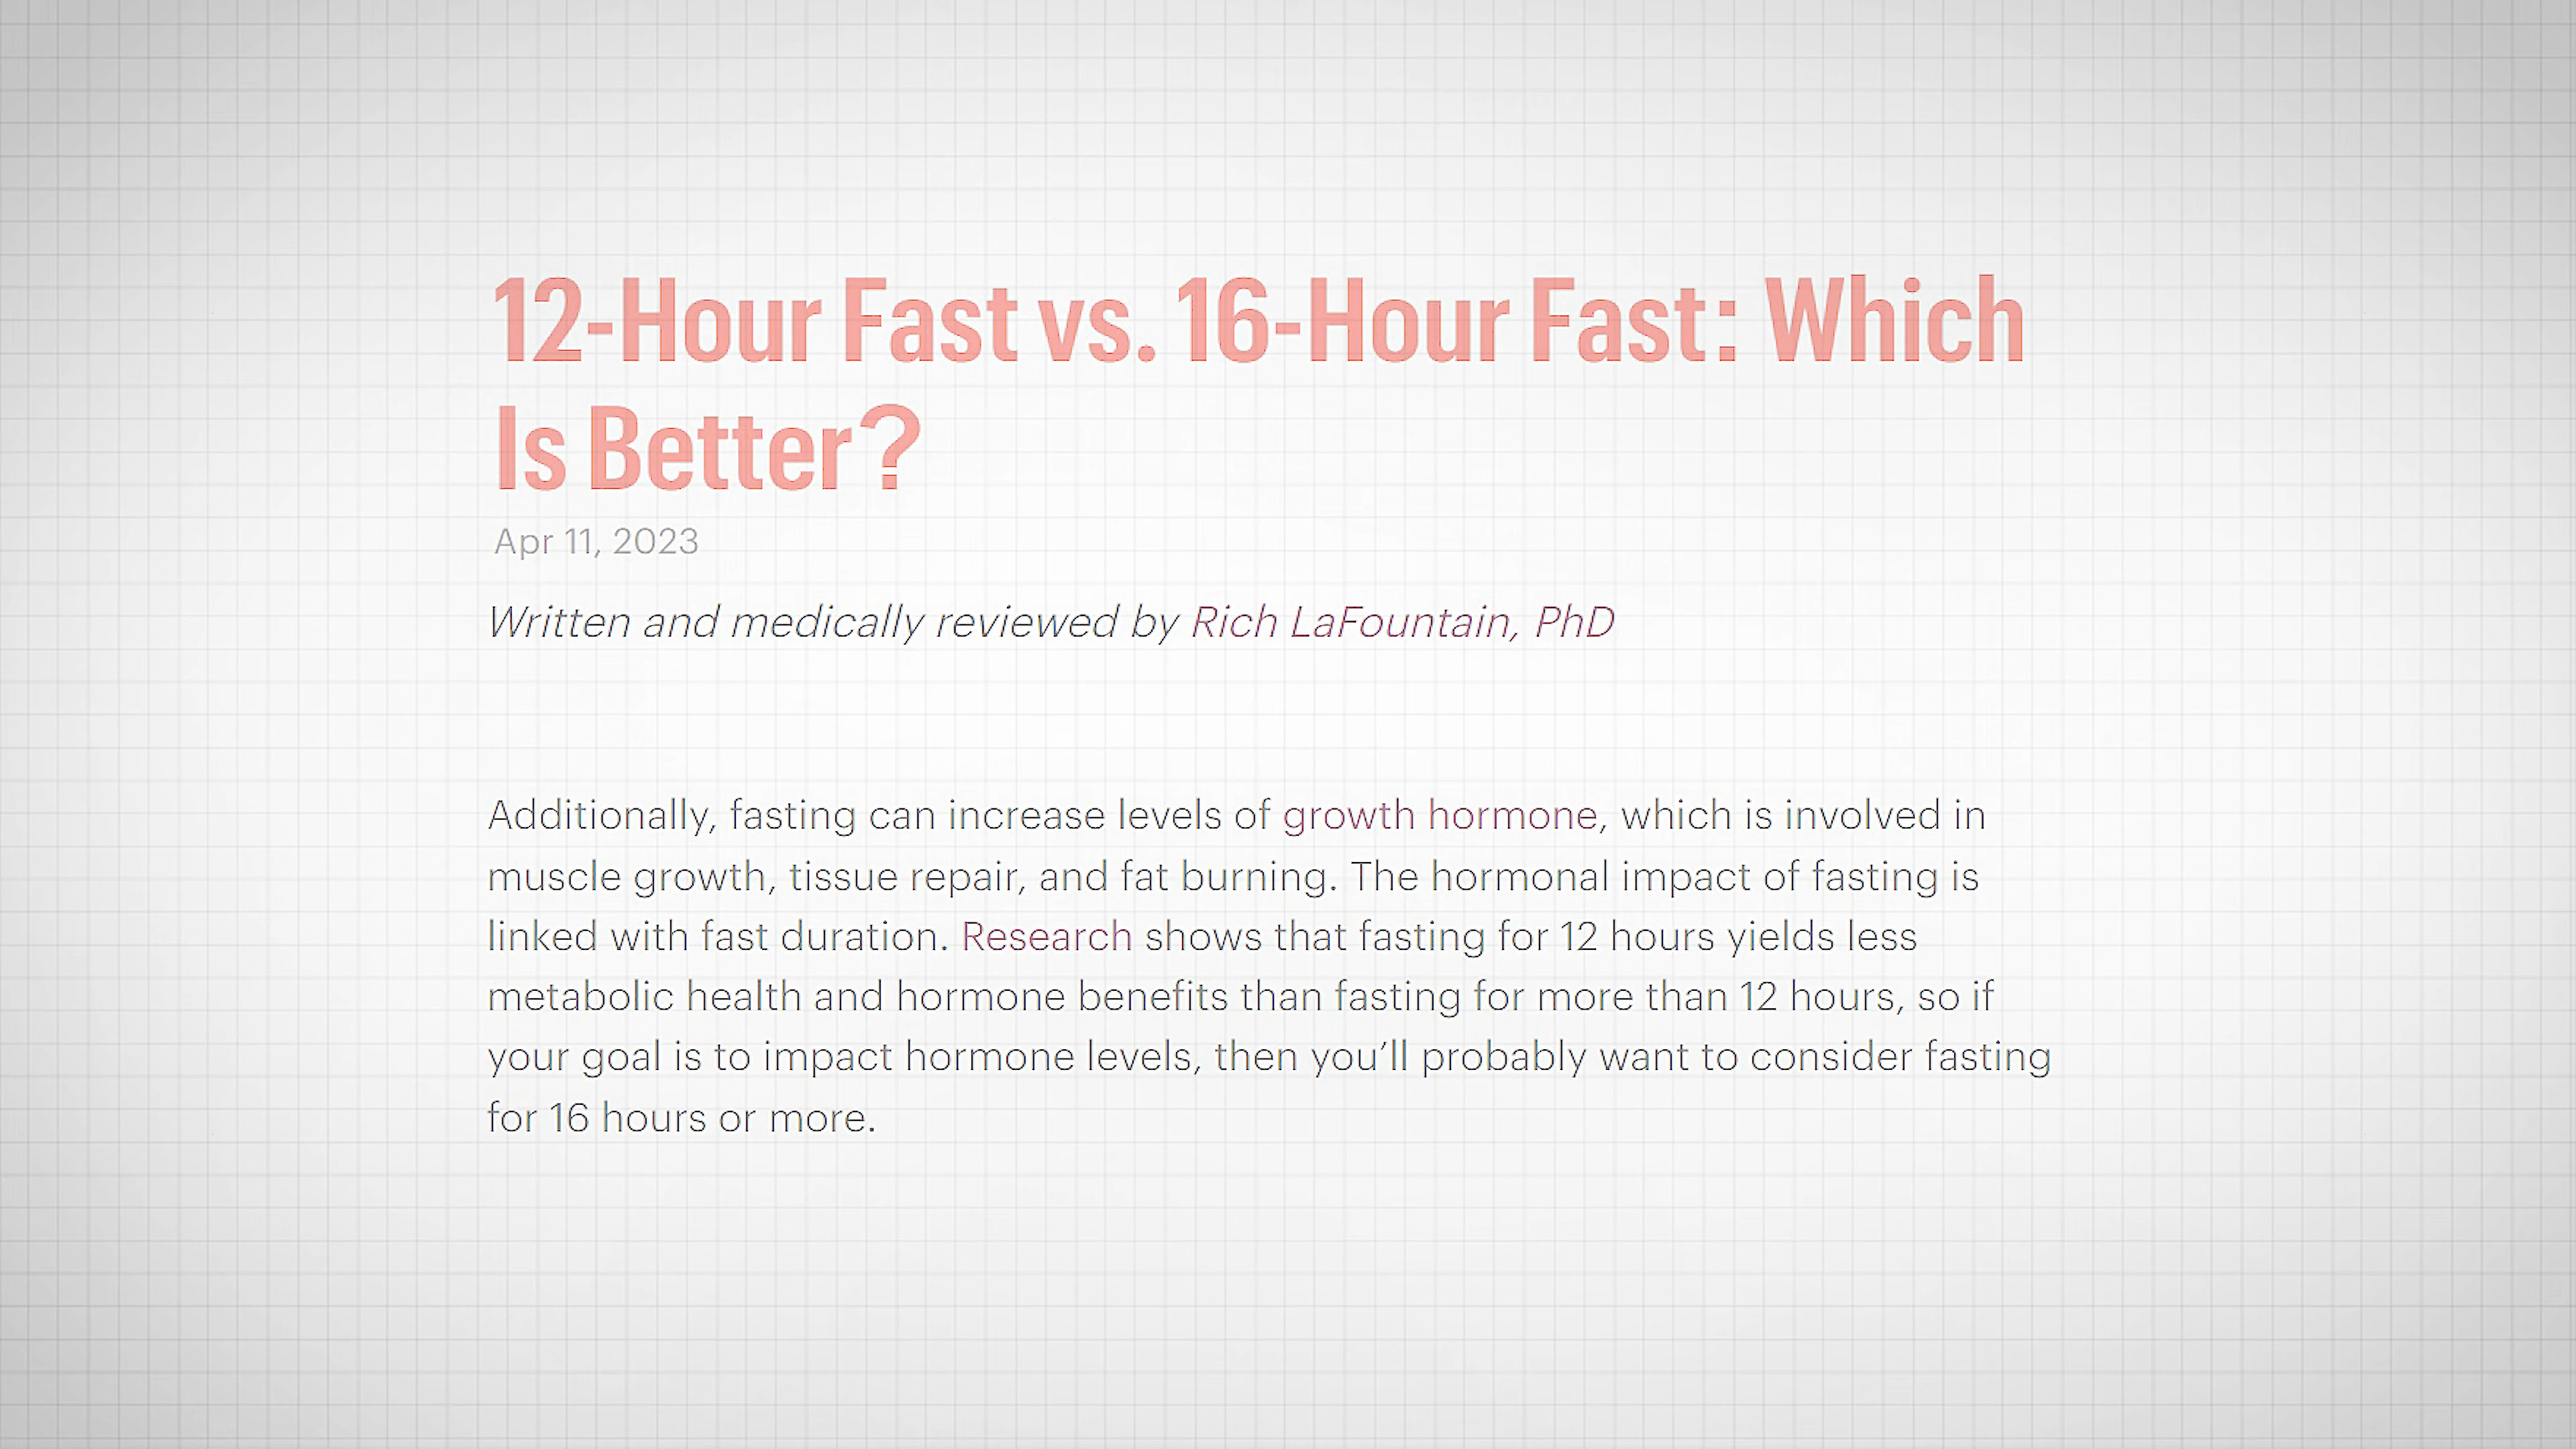 12-Hour Fast vs. 16-Hour Fast: Which
Is Better?
Apr 11, 2023
Written and medically reviewed by Rich LaFountain, PhD
Additionally, fasting can increase levels of growth hormone, which is involved in
muscle growth, tissue repair, and fat burning. The hormonal impact of fasting is
linked with fast duration. Research shows that fasting for 12 hours yields less
metabolic health and hormone benefits than fasting for more than 12 hours, so if
your goal is to impact hormone levels, then you’ll probably want to consider fasting
for 16 hours or more.